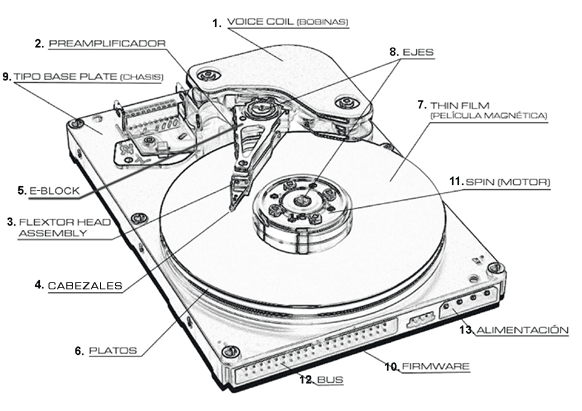 1. VOICE COIL (BOBINAS)
2. PREAMPLIFICADOR
8. EJES
9. TIPO BASE PLATE (CHASIS)
7. THIN FILM
(PELÍCULA MAGNÉTICA)
11. SPIN (MOTOR)
5. E-BLOCK
3. FLEXTOR HEAD
ASSEMBLY
4. CABEZALES
13. ALIMENTACIÓN
6. PLATOS
10. FIRMWARE
12. BUS